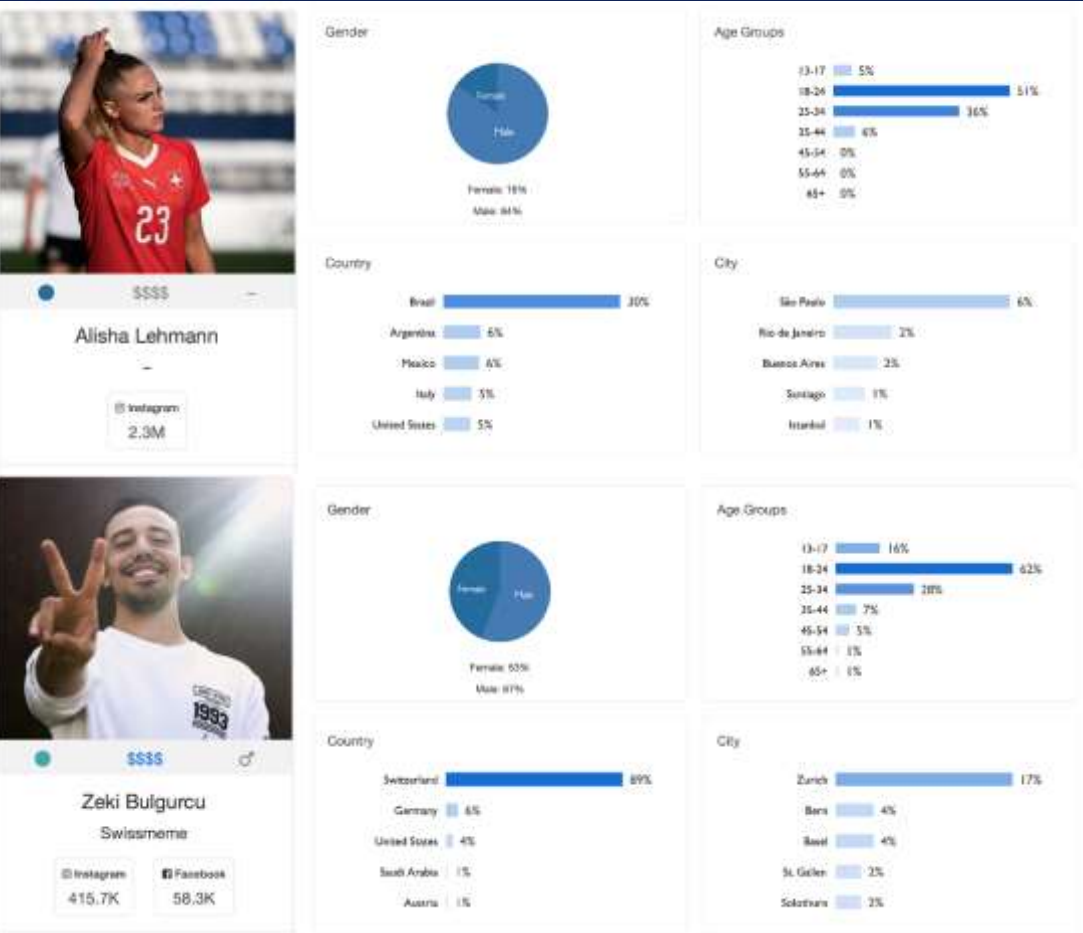 Gender
Female
Male
Female: 16%
Male: 84%
Age Groups
13-17 5%
18-24 51%
25-34 36%
35-44 6%
45-54 0%
55-64 0%
65+ 0%
23
$$$$ –
Alisha Lehmann
–
Instagram
2.3M
Country
Brazil 30%
Argentina 6%
Mexico 6%
Italy 5%
United States 5%
City
São Paulo 6%
Rio de Janeiro 2%
Buenos Aires 2%
Santiago 1%
Istanbul 1%
Gender
Female
Male
Female: 53%
Male: 67%
Age Groups
13-17 16%
18-24 62%
25-34 28%
35-44 7%
45-54 5%
55-64 1%
65+ 1%
1993
$$$$
Zeki Bulgurcu
Swissmeme
Instagram
415.7K
Facebook
58.3K
Country
Switzerland 89%
Germany 6%
United States 4%
Saudi Arabia 1%
Austria 1%
City
Zurich 17%
Bern 4%
Basel 4%
St. Gallen 2%
Solothurn 2%